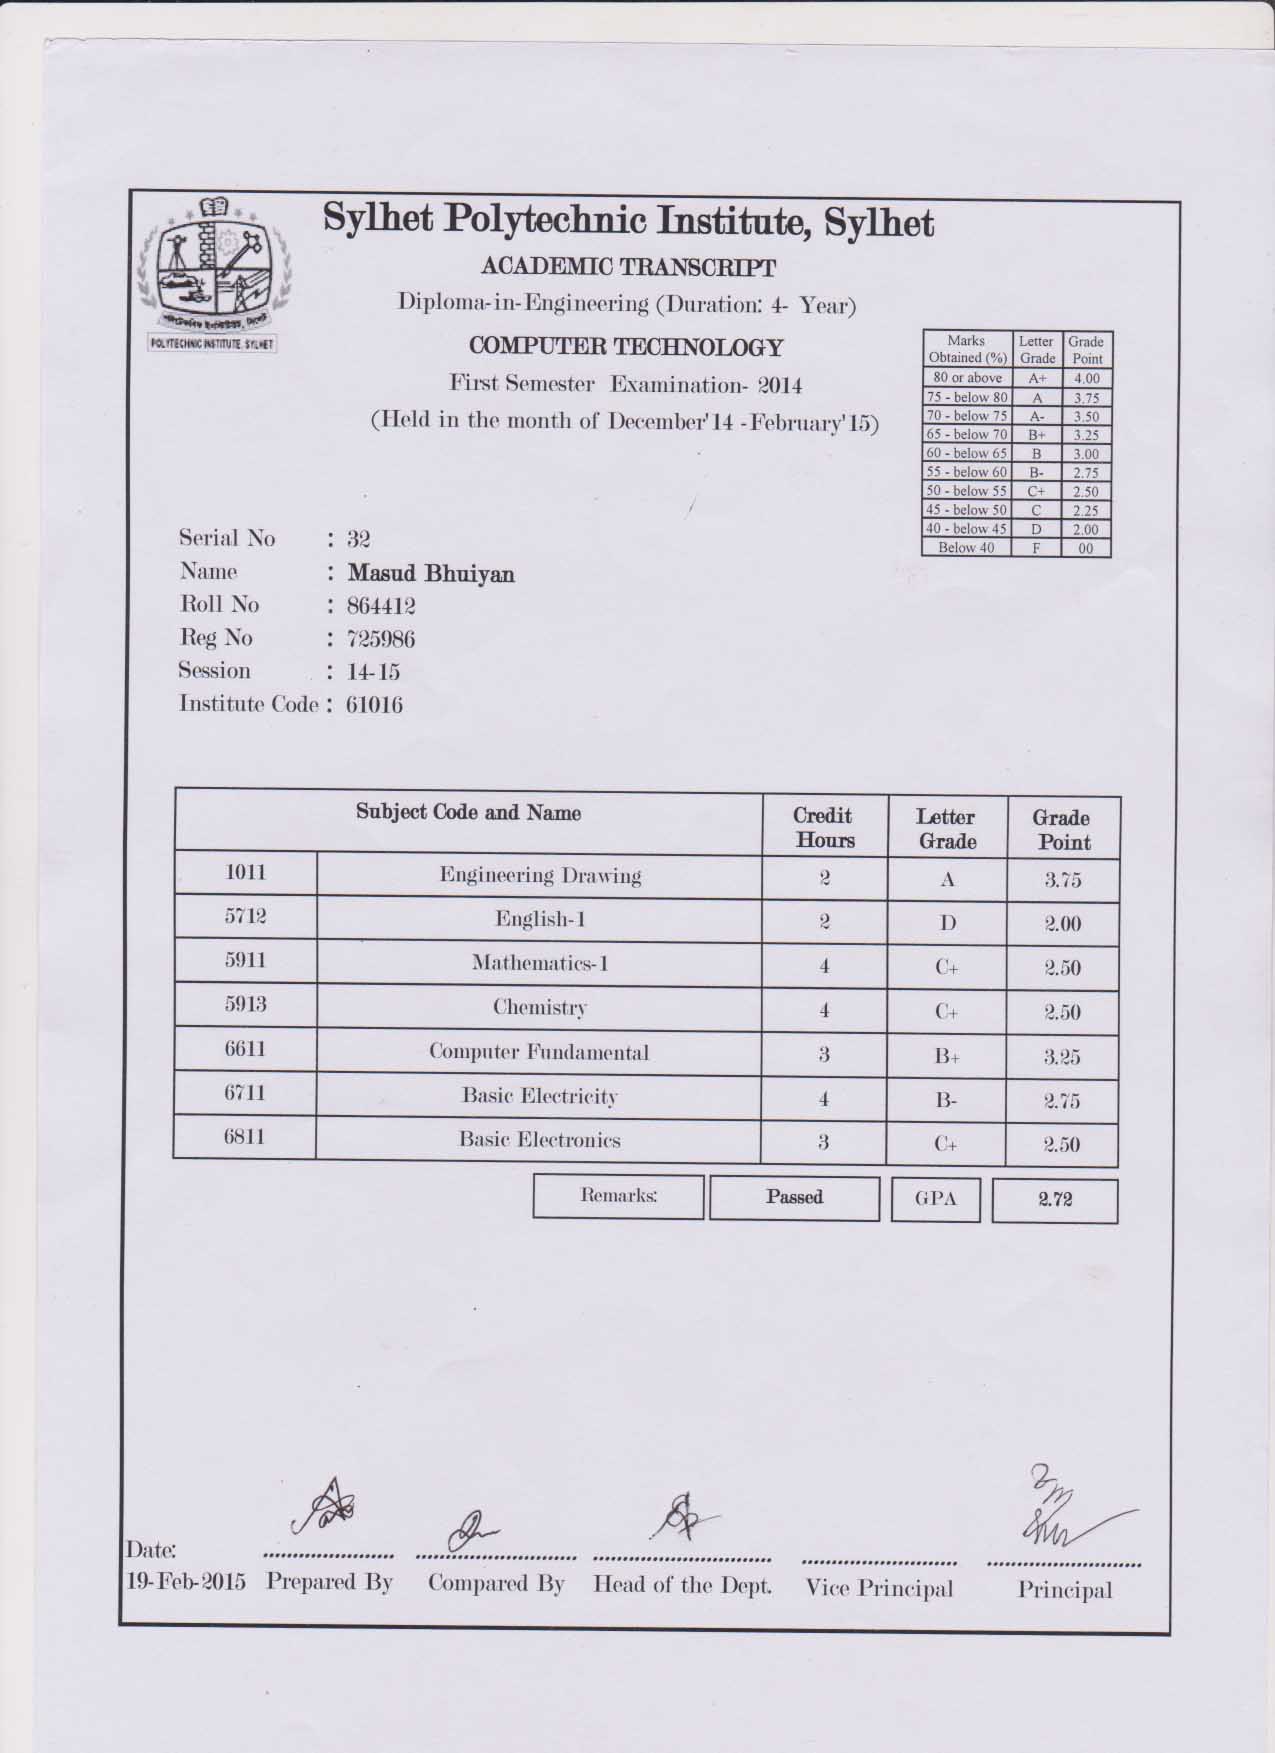 Sylhet Polytechnic Institute, Sylhet
ACADEMIC TRANSCRIPT
Diploma-in-Engineering (Duration: 4- Year)
COMPUTER TECHNOLOGY
First Semester Examination- 2014
(Held in the month of December'14 -February'15)
POLYTECHNIC INSTITUTE, SYLHET
Marks Obtained (%) Letter Grade Grade Point
80 or above A+ 4.00
75 - below 80 A 3.75
70 - below 75 A- 3.50
65 - below 70 B+ 3.25
60 - below 65 B 3.00
55 - below 60 B- 2.75
50 - below 55 C+ 2.50
45 - below 50 C 2.25
40 - below 45 D 2.00
Below 40 F 00
Serial No : 32
Name : Masud Bhuiyan
Roll No : 864412
Reg No : 725986
Session : 14-15
Institute Code : 61016
Subject Code and Name Credit Hours Letter Grade Grade Point
1011 Engineering Drawing 2 A 3.75
5712 English-1 2 D 2.00
5911 Mathematics-1 4 C+ 2.50
5913 Chemistry 4 C+ 2.50
6611 Computer Fundamental 3 B+ 3.25
6711 Basic Electricity 4 B- 2.75
6811 Basic Electronics 3 C+ 2.50
Remarks: Passed GPA 2.72
Date:
19-Feb-2015 Prepared By Compared By Head of the Dept. Vice Principal Principal